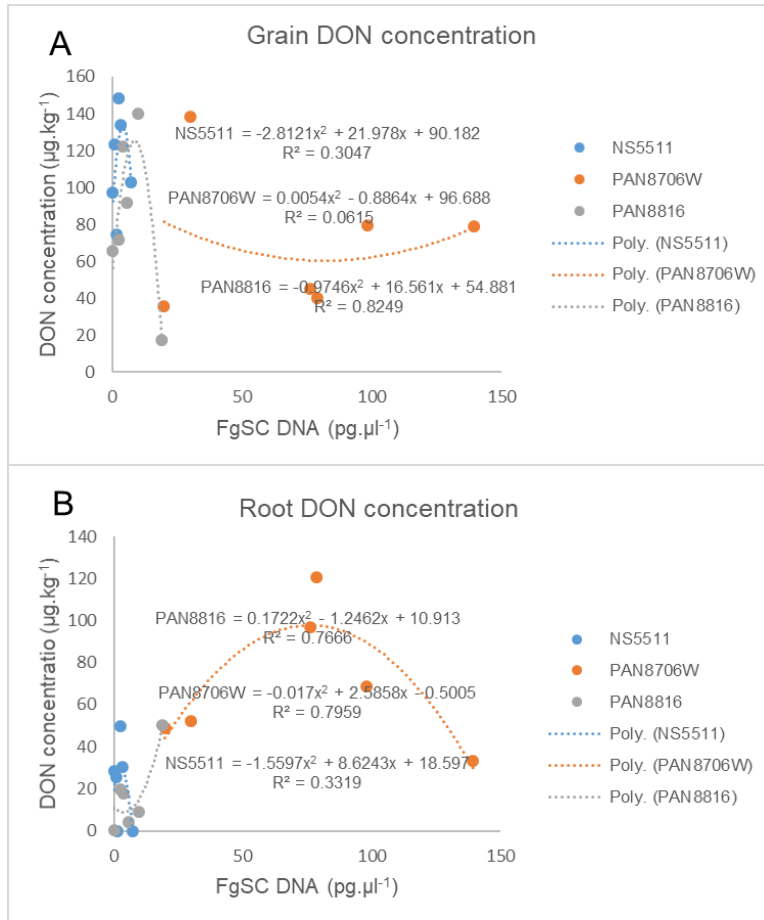 A
Grain DON concentration
160
140
120
100
80
60
40
20
0
DON concentration (µg.kg⁻¹)
NS5511 = -2.8121x² + 21.978x + 90.182
R² = 0.3047
PAN8706W = 0.0054x² - 0.8864x + 96.688
R² = 0.0615
PAN8816 = -0.9746x² + 16.561x + 54.881
R² = 0.8249
0
50
100
150
FgSC DNA (pg.µl⁻¹)
NS5511
PAN8706W
PAN8816
Poly. (NS5511)
Poly. (PAN8706W)
Poly. (PAN8816)
B
Root DON concentration
140
120
100
80
60
40
20
0
DON concentratio (µg.kg⁻¹)
PAN8816 = 0.1722x² - 1.2462x + 10.913
R² = 0.7666
PAN8706W = -0.017x² + 2.5858x - 0.5005
R² = 0.7959
NS5511 = -1.5597x² + 8.6243x + 18.597
R² = 0.3319
0
50
100
150
FgSC DNA (pg.µl⁻¹)
NS5511
PAN8706W
PAN8816
Poly. (NS5511)
Poly. (PAN8706W)
Poly. (PAN8816)